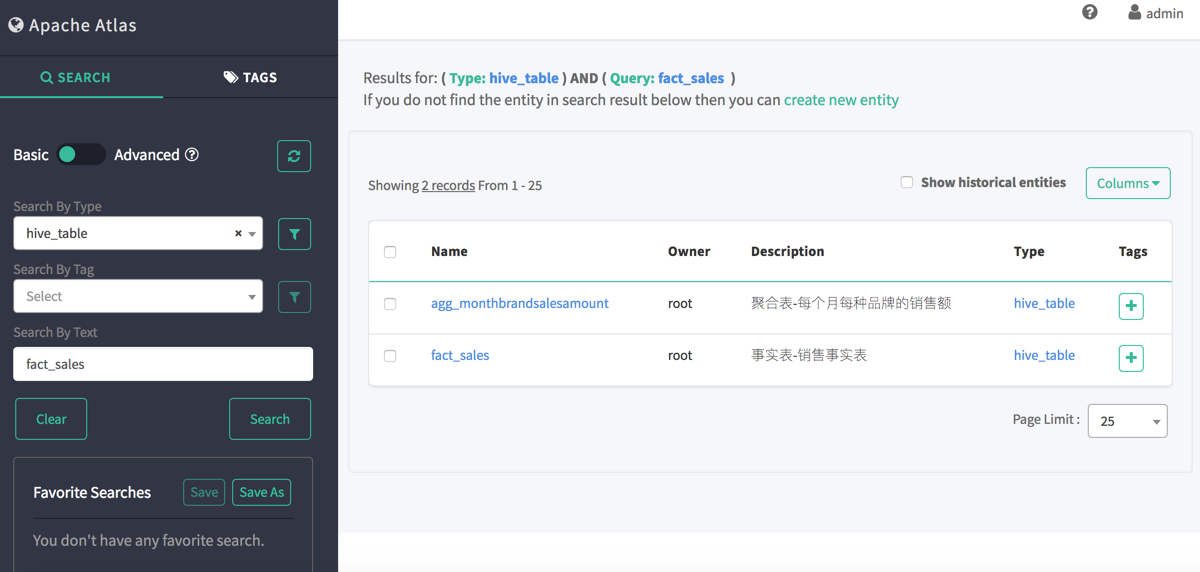 Apache Atlas
SEARCH
TAGS
Basic
Advanced
Search By Type
hive_table
Search By Tag
Select
Search By Text
fact_sales
Clear
Search
Favorite Searches
Save
Save As
You don't have any favorite search.
admin
Results for: ( Type: hive_table ) AND ( Query: fact_sales )
If you do not find the entity in search result below then you can create new entity
Showing 2 records From 1 - 25
Show historical entities
Columns
Name Owner Description Type Tags
agg_monthbrandsalesamount root 聚合表-每个月每种品牌的销售额 hive_table
fact_sales root 事实表-销售事实表 hive_table
Page Limit : 25